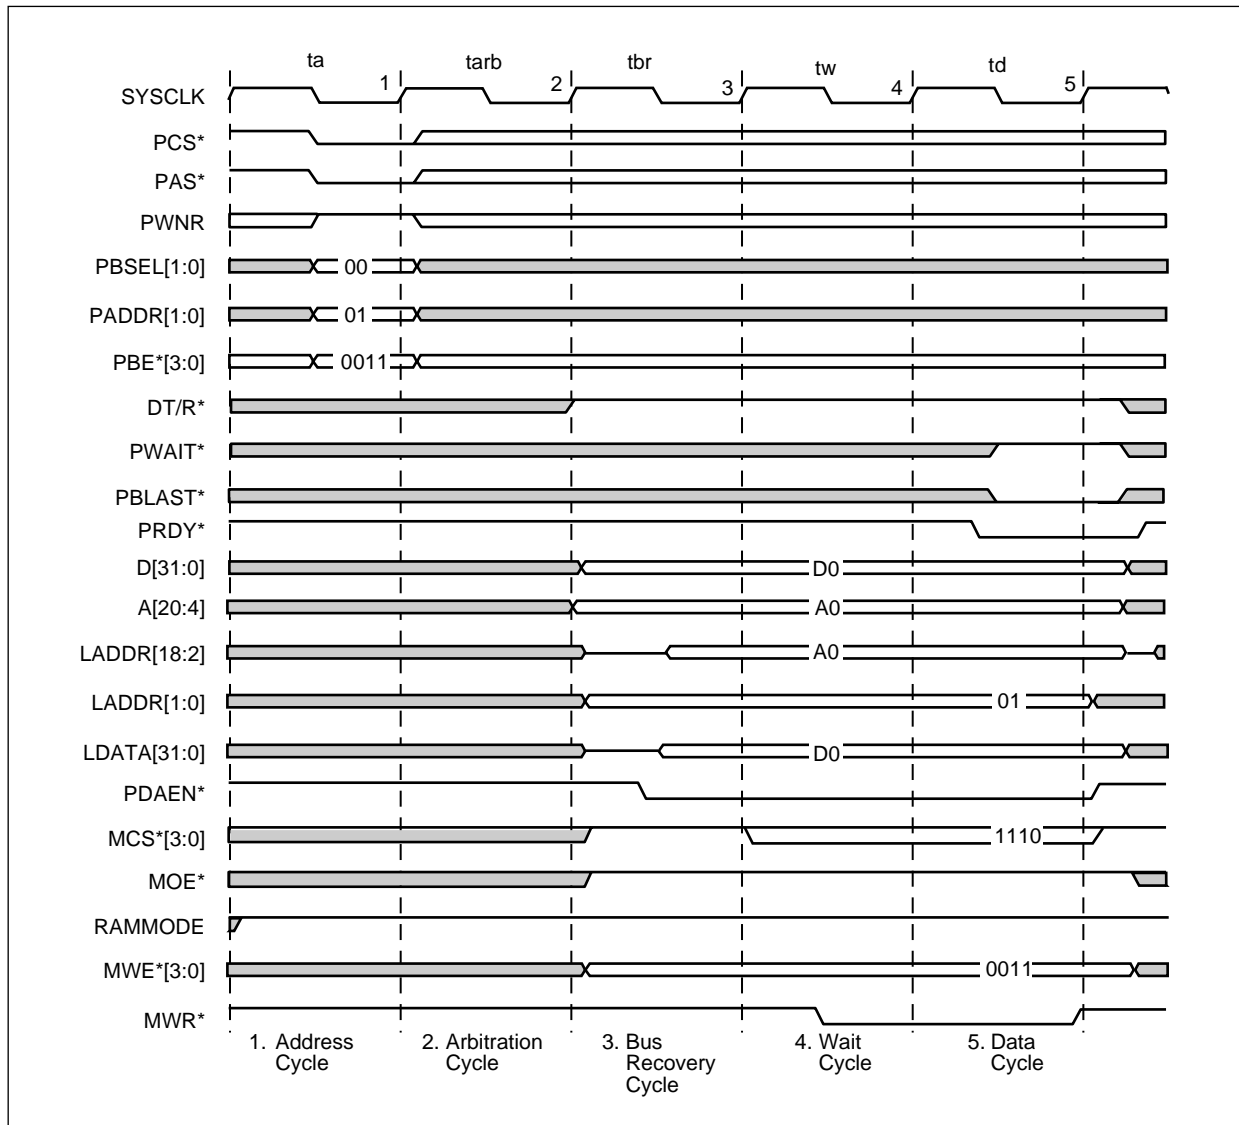 ta tarb tbr tw td
SYSCLK 1 2 3 4 5
PCS*
PAS*
PWNR
PBSEL[1:0] 00
PADDR[1:0] 01
PBE*[3:0] 0011
DT/R*
PWAIT*
PBLAST*
PRDY*
D[31:0] D0
A[20:4] A0
LADDR[18:2] A0
LADDR[1:0] 01
LDATA[31:0] D0
PDAEN*
MCS*[3:0] 1110
MOE*
RAMMODE
MWE*[3:0] 0011
MWR*
1. Address
Cycle
2. Arbitration
Cycle
3. Bus
Recovery
Cycle
4. Wait
Cycle
5. Data
Cycle